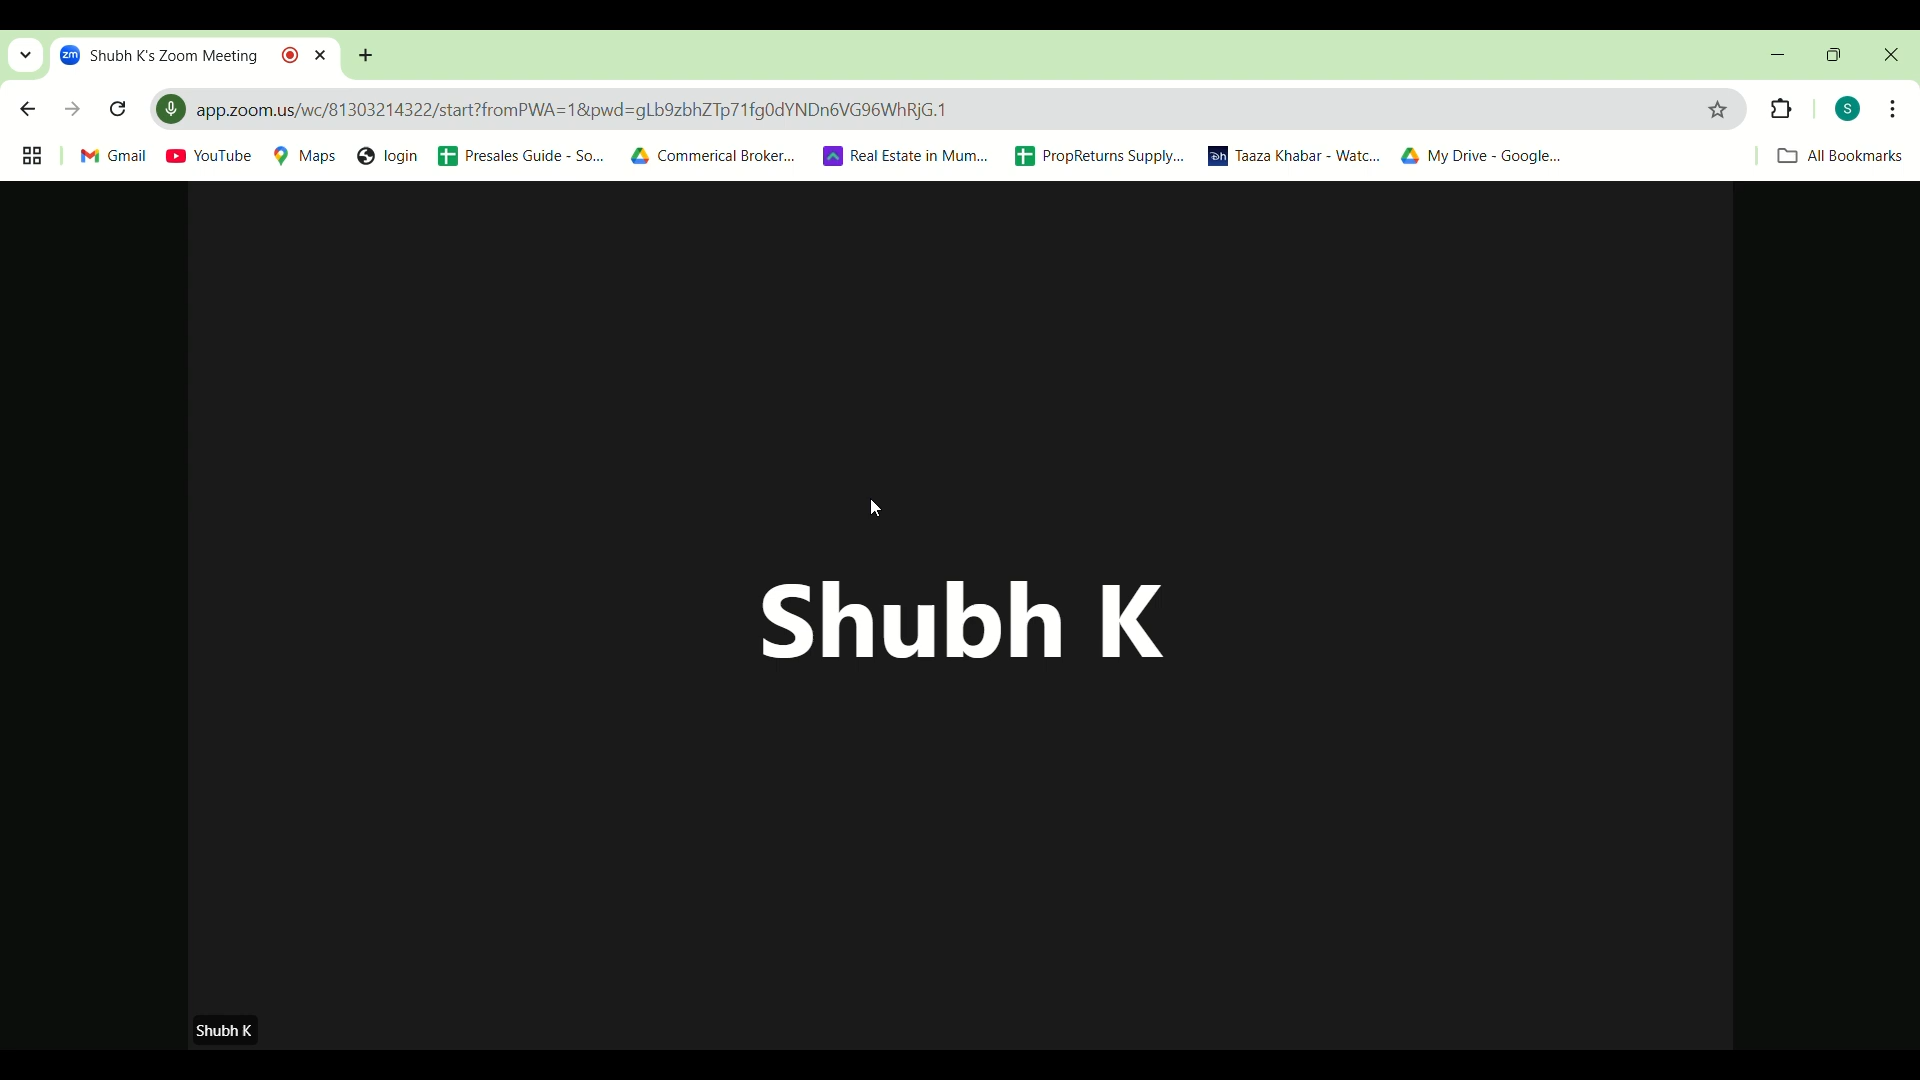 zm Shubh K's Zoom Meeting
app.zoom.us/wc/81303214322/start?fromPWA=1&pwd=gLb9zbhZTp71fg0dYNDn6VG96WhRjG.1 S
Gmail YouTube Maps login Presales Guide - So... Commerical Broker... Real Estate in Mum... PropReturns Supply... Taaza Khabar - Watc... My Drive - Google... All Bookmarks
Shubh K
Shubh K